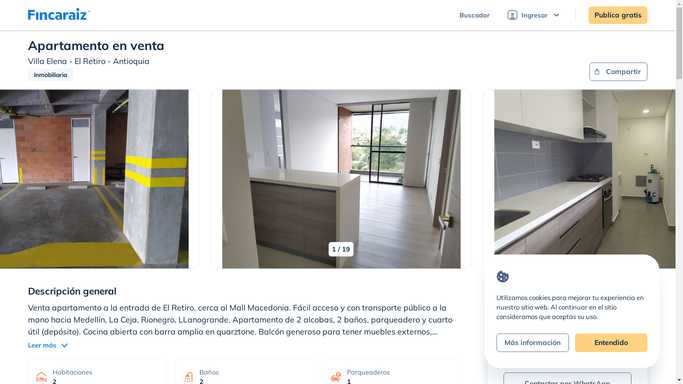 Fincaraiz
Buscador
Ingresar
Publica gratis
Apartamento en venta
Villa Elena - El Retiro - Antioquia
Inmobiliaria
Compartir
1 / 19
Descripción general
Venta apartamento a la entrada de El Retiro, cerca al Mall Macedonia. Fácil acceso y con transporte público a la
mano hacia Medellín, La Ceja, Rionegro, LLanogrande. Apartamento de 2 alcobas, 2 baños, parqueadero y cuarto
útil (depósito). Cocina abierta con barra amplia en quarztone. Balcón generoso para tener muebles externos,...
Leer más
Habitaciones
2
Baños
2
Parqueaderos
1
Utilizamos cookies para mejorar tu experiencia en
nuestro sitio web. Al continuar en el sitio
consideramos que aceptas su uso.
Más información
Entendido
Contactar por WhatsApp